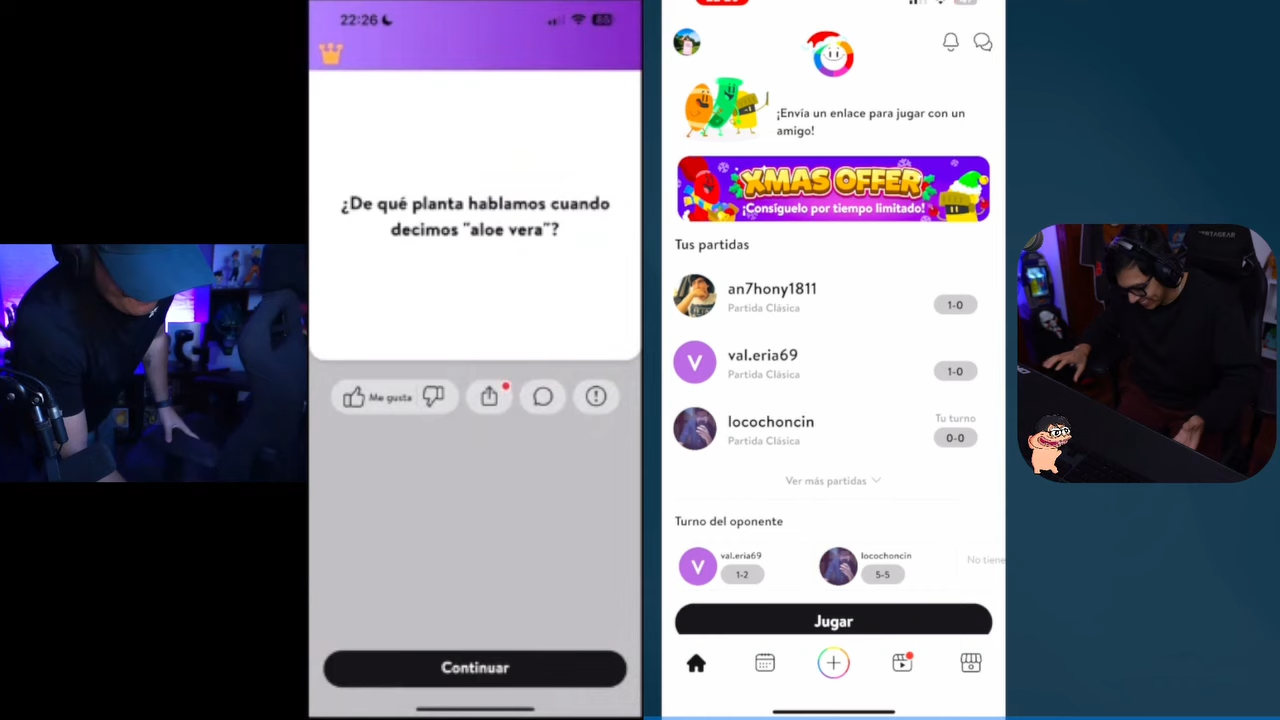 22:26
¿De qué planta hablamos cuando
decimos "aloe vera"?
Me gusta
Continuar
¡Envía un enlace para jugar con un
amigo!
XMAS OFFER
¡Consíguelo por tiempo limitado!
Tus partidas
an7hony1811
Partida Clásica
1-0
V
val.eria69
Partida Clásica
1-0
locochoncin
Partida Clásica
Tu turno
0-0
Ver más partidas
Turno del oponente
V
val.eria69
1-2
locochoncin
5-5
No tiene
Jugar